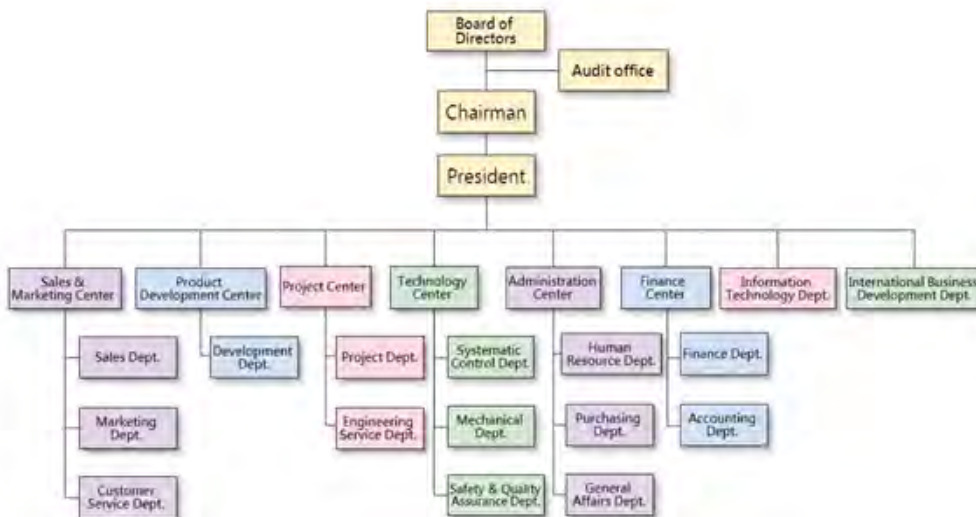 Board of
Directors
Audit office
Chairman
President
Sales &
Marketing Center
Product
Development Center
Project Center
Technology
Center
Administration
Center
Finance
Center
Information
Technology Dept.
International Business
Development Dept.
Sales Dept.
Development
Dept.
Project Dept.
Systematic
Control Dept.
Human
Resource Dept.
Finance Dept.
Marketing
Dept.
Engineering
Service Dept.
Mechanical
Dept.
Purchasing
Dept.
Accounting
Dept.
Customer
Service Dept.
Safety & Quality
Assurance Dept.
General
Affairs Dept.